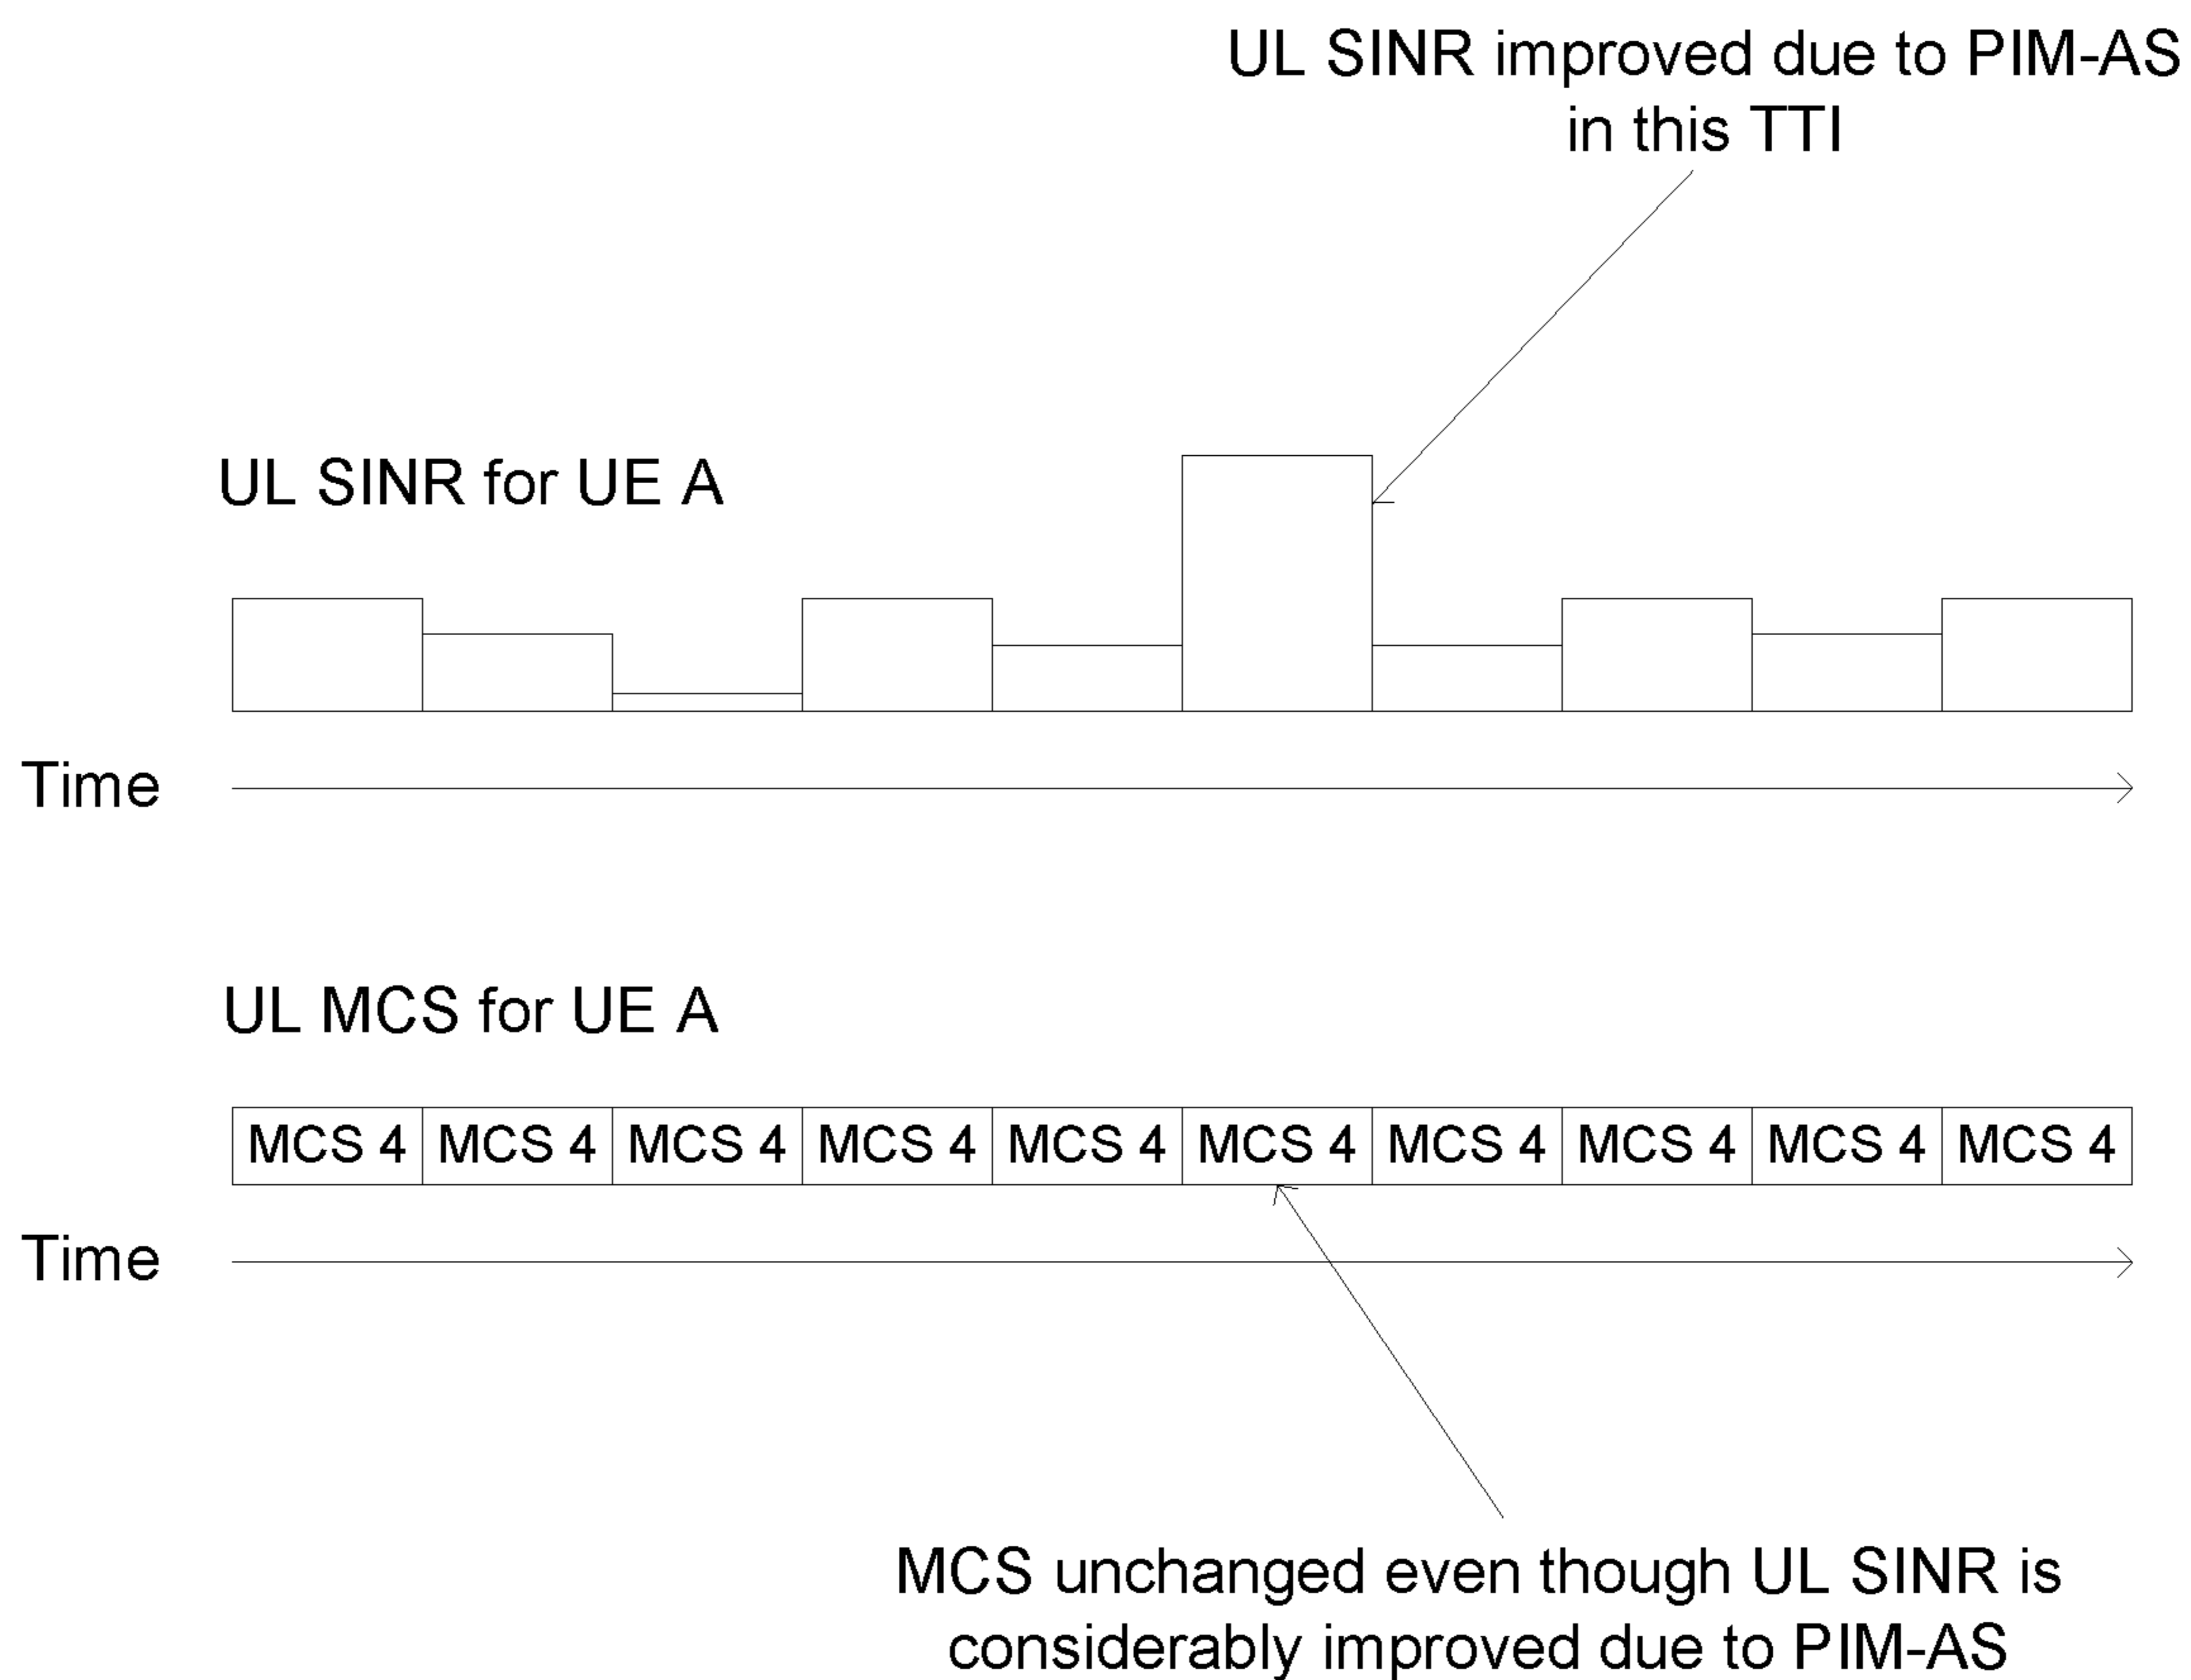 UL SINR improved due to PIM-AS
in this TTI
UL SINR for UE A
Time
UL MCS for UE A
MCS 4 MCS 4 MCS 4 MCS 4 MCS 4 MCS 4 MCS 4 MCS 4 MCS 4 MCS 4
Time
MCS unchanged even though UL SINR is
considerably improved due to PIM-AS